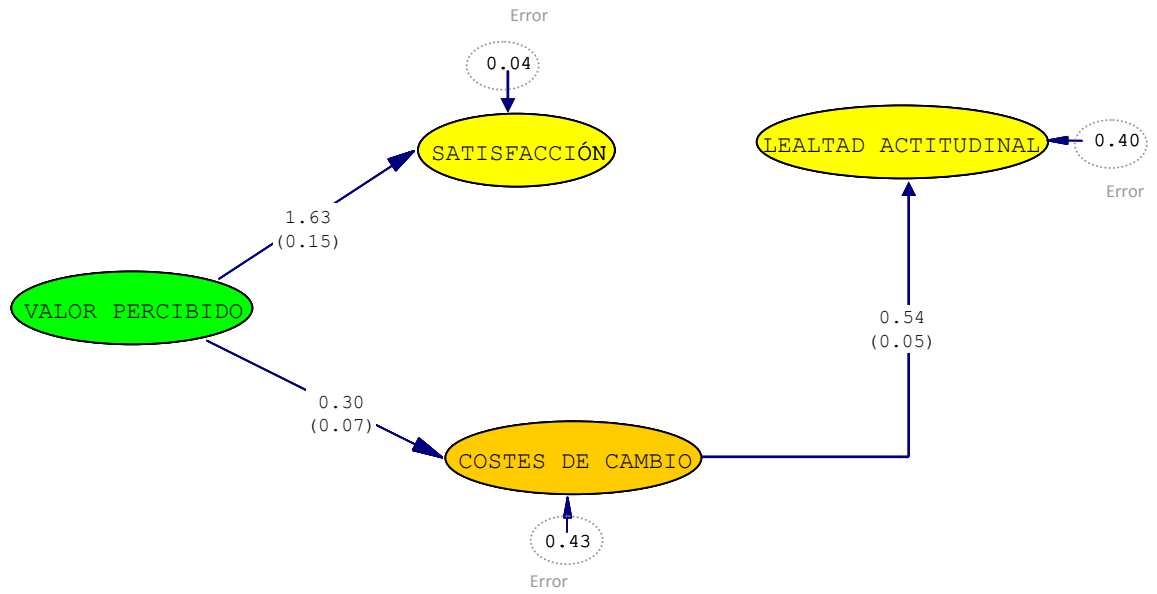 Error
0.04
SATISFACCIÓN
LEALTAD ACTITUDINAL
0.40
Error
1.63
(0.15)
VALOR PERCIBIDO
0.54
(0.05)
0.30
(0.07)
COSTES DE CAMBIO
0.43
Error